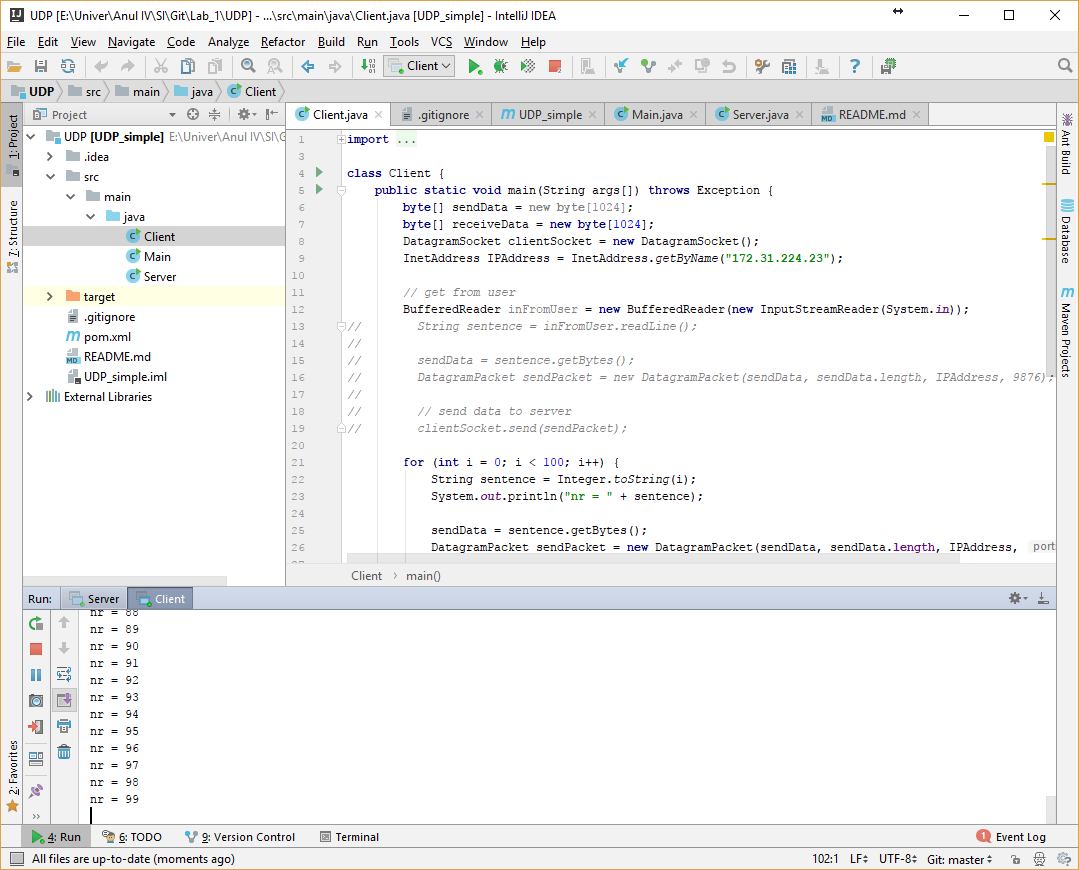 UDP [E:\Univer\Anul IV\SI\Git\Lab_1\UDP] - ...\src\main\java\Client.java [UDP_simple] - IntelliJ IDEA
File Edit View Navigate Code Analyze Refactor Build Run Tools VCS Window Help
Client
UDP src main java Client
1: Project
7: Structure
2: Favorites
Project
UDP [UDP_simple] E:\Univer\Anul IV\SI\G
.idea
src
main
java
Client
Main
Server
target
.gitignore
pom.xml
README.md
UDP_simple.iml
External Libraries
Client.java .gitignore UDP_simple Main.java Server.java README.md
1 import ...
3
4 class Client {
5 public static void main(String args[]) throws Exception {
6 byte[] sendData = new byte[1024];
7 byte[] receiveData = new byte[1024];
8 DatagramSocket clientSocket = new DatagramSocket();
9 InetAddress IPAddress = InetAddress.getByName("172.31.224.23");
10
11 // get from user
12 BufferedReader inFromUser = new BufferedReader(new InputStreamReader(System.in));
13 // String sentence = inFromUser.readLine();
14 //
15 // sendData = sentence.getBytes();
16 // DatagramPacket sendPacket = new DatagramPacket(sendData, sendData.length, IPAddress, 9876);
17 //
18 // // send data to server
19 // clientSocket.send(sendPacket);
20
21 for (int i = 0; i < 100; i++) {
22 String sentence = Integer.toString(i);
23 System.out.println("nr = " + sentence);
24
25 sendData = sentence.getBytes();
26 DatagramPacket sendPacket = new DatagramPacket(sendData, sendData.length, IPAddress, port
Client main()
Ant Build
Database
Maven Projects
Run: Server Client
nr = 88
nr = 89
nr = 90
nr = 91
nr = 92
nr = 93
nr = 94
nr = 95
nr = 96
nr = 97
nr = 98
nr = 99
4: Run 6: TODO 9: Version Control Terminal 1 Event Log
All files are up-to-date (moments ago) 102:1 LF UTF-8 Git: master